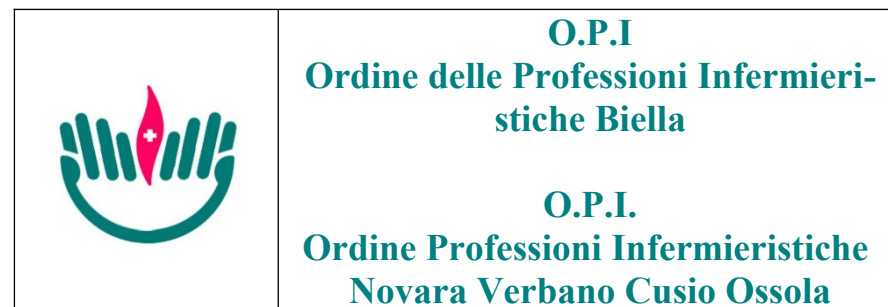 O.P.I
Ordine delle Professioni Infermieri-
stiche Biella
O.P.I.
Ordine Professioni Infermieristiche
Novara Verbano Cusio Ossola